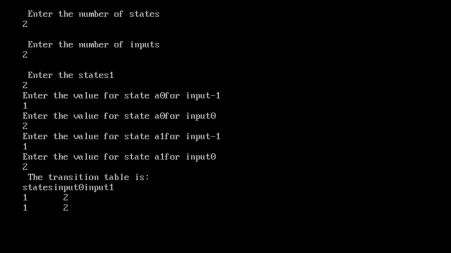 Enter the number of states
2
Enter the number of inputs
2
Enter the states1
2
Enter the value for state a0for input-1
1
Enter the value for state a0for input0
2
Enter the value for state a1for input-1
1
Enter the value for state a1for input0
2
The transition table is:
statesinput0input1
1 2
1 2